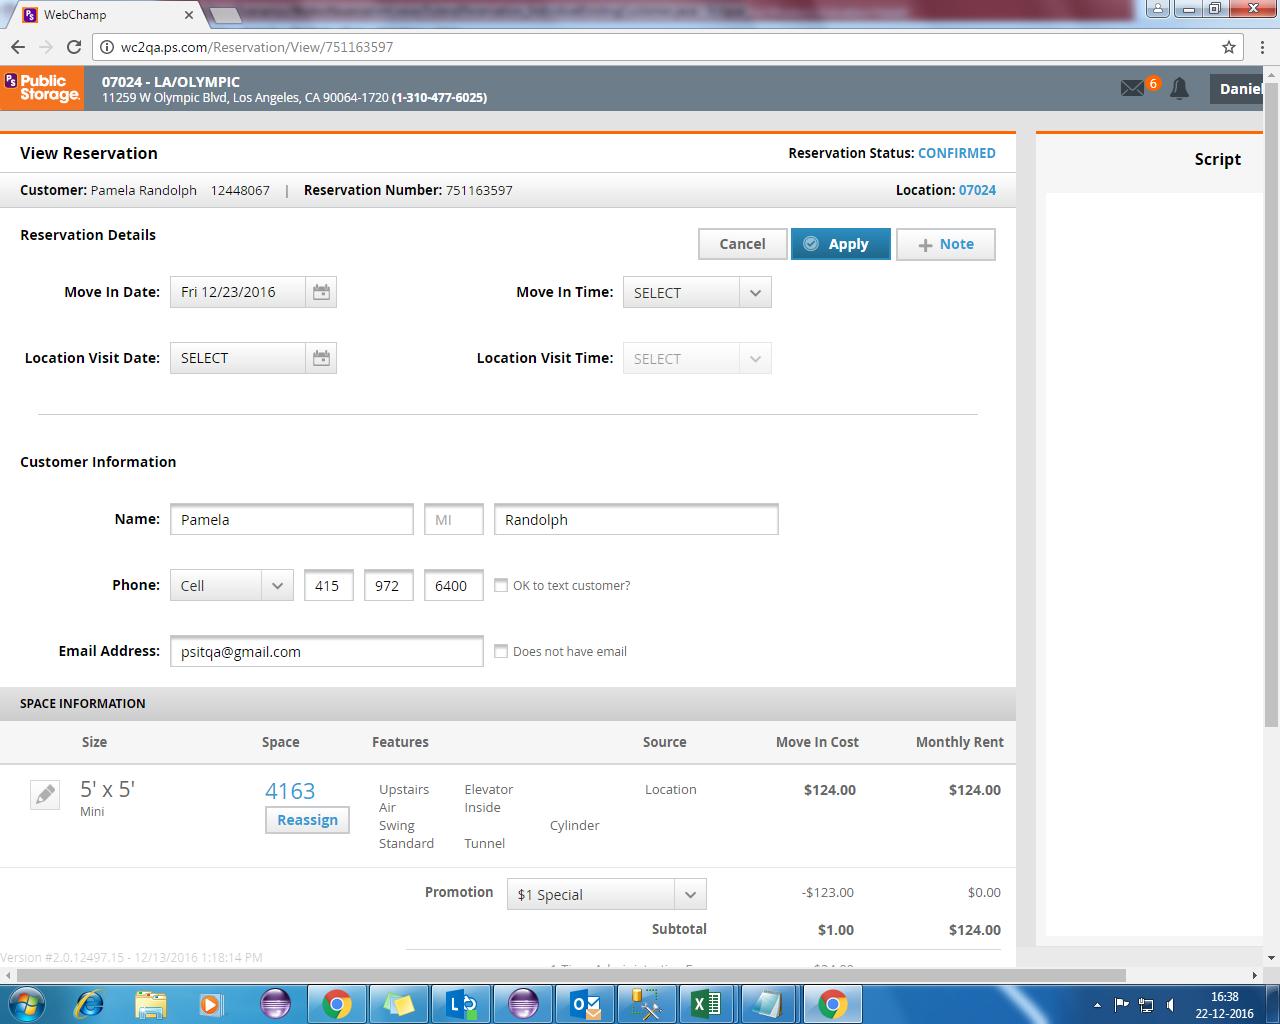 WebChamp
wc2qa.ps.com/Reservation/View/751163597
Ps Public Storage.
07024 - LA/OLYMPIC
11259 W Olympic Blvd, Los Angeles, CA 90064-1720 (1-310-477-6025)
6
Daniel
View Reservation
Reservation Status: CONFIRMED
Script
Customer: Pamela Randolph 12448067 | Reservation Number: 751163597
Location: 07024
Reservation Details
Cancel Apply + Note
Move In Date: Fri 12/23/2016 Move In Time: SELECT
Location Visit Date: SELECT Location Visit Time: SELECT
Customer Information
Name: Pamela MI Randolph
Phone: Cell 415 972 6400 OK to text customer?
Email Address: psitqa@gmail.com Does not have email
SPACE INFORMATION
Size Space Features Source Move In Cost Monthly Rent
5' x 5' 4163 Upstairs Elevator Location $124.00 $124.00
Mini Air Inside
Reassign Swing Cylinder
Standard Tunnel
Promotion $1 Special -$123.00 $0.00
Subtotal $1.00 $124.00
Version #2.0.12497.15 - 12/13/2016 1:18:14 PM
16:38
22-12-2016